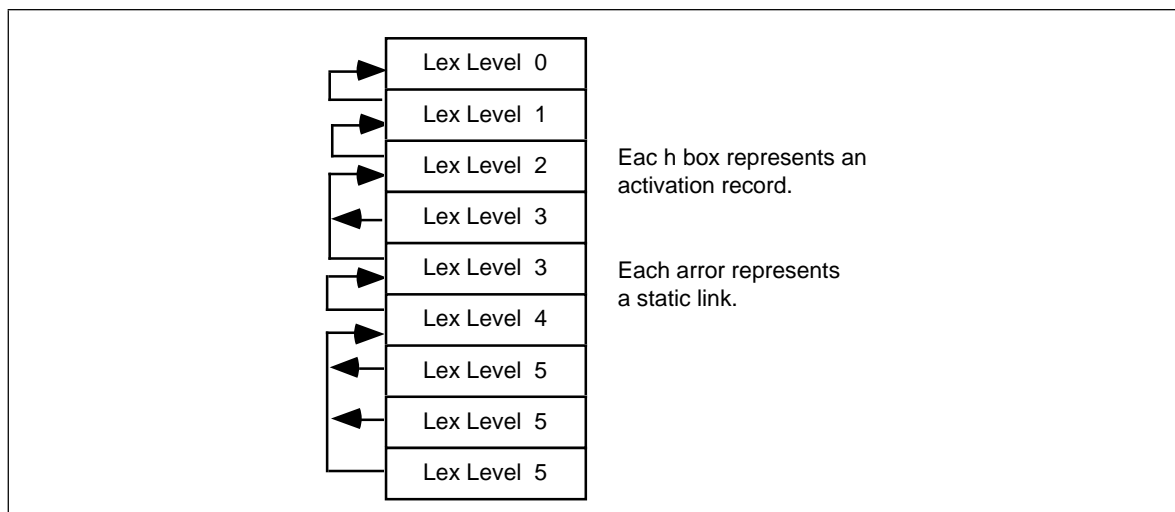 Lex Level 0
Lex Level 1
Lex Level 2
Lex Level 3
Lex Level 3
Lex Level 4
Lex Level 5
Lex Level 5
Lex Level 5
Eac h box represents an
activation record.
Each arror represents
a static link.